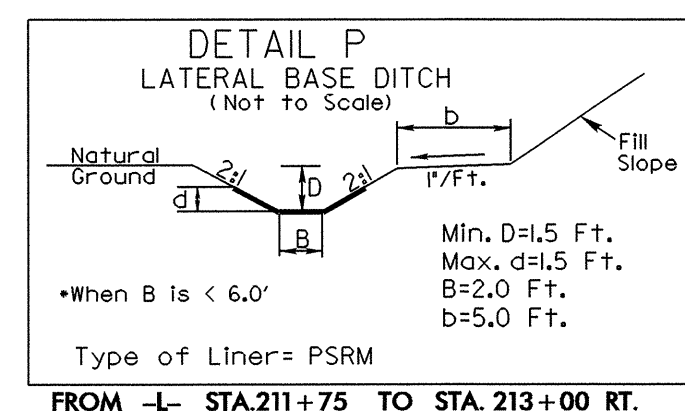 DETAIL P
LATERAL BASE DITCH
(Not to Scale)
b
Natural
Ground
2:1
D
2:1
1"/Ft.
Fill
Slope
d
B
Min. D=1.5 Ft.
Max. d=1.5 Ft.
B=2.0 Ft.
b=5.0 Ft.
*When B is < 6.0'
Type of Liner= PSRM
FROM -L- STA.211+75 TO STA. 213+00 RT.